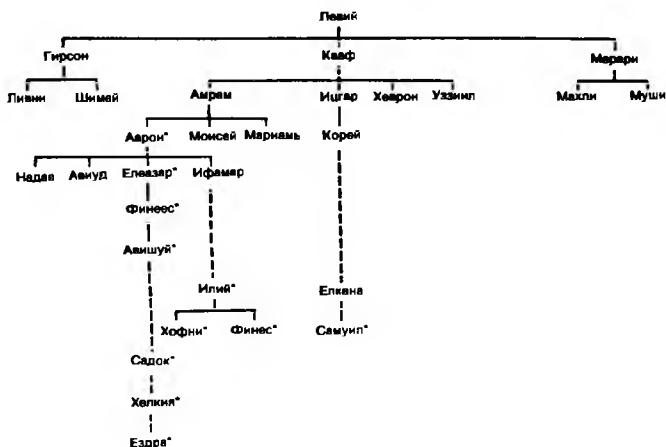 Левий
Гирсон Кааф Марари
Ливни Шимей Амрам Ицгар Хеврон Уззиил Махли Муши
Аарон* Моисей Мариамь Корей
Надав Авиуд Елеазар* Ифамар
Финеес*
Авишуй*
Илий* Елкана
Хофни* Финес* Самуил*
Садок*
Хелкия*
Ездра*